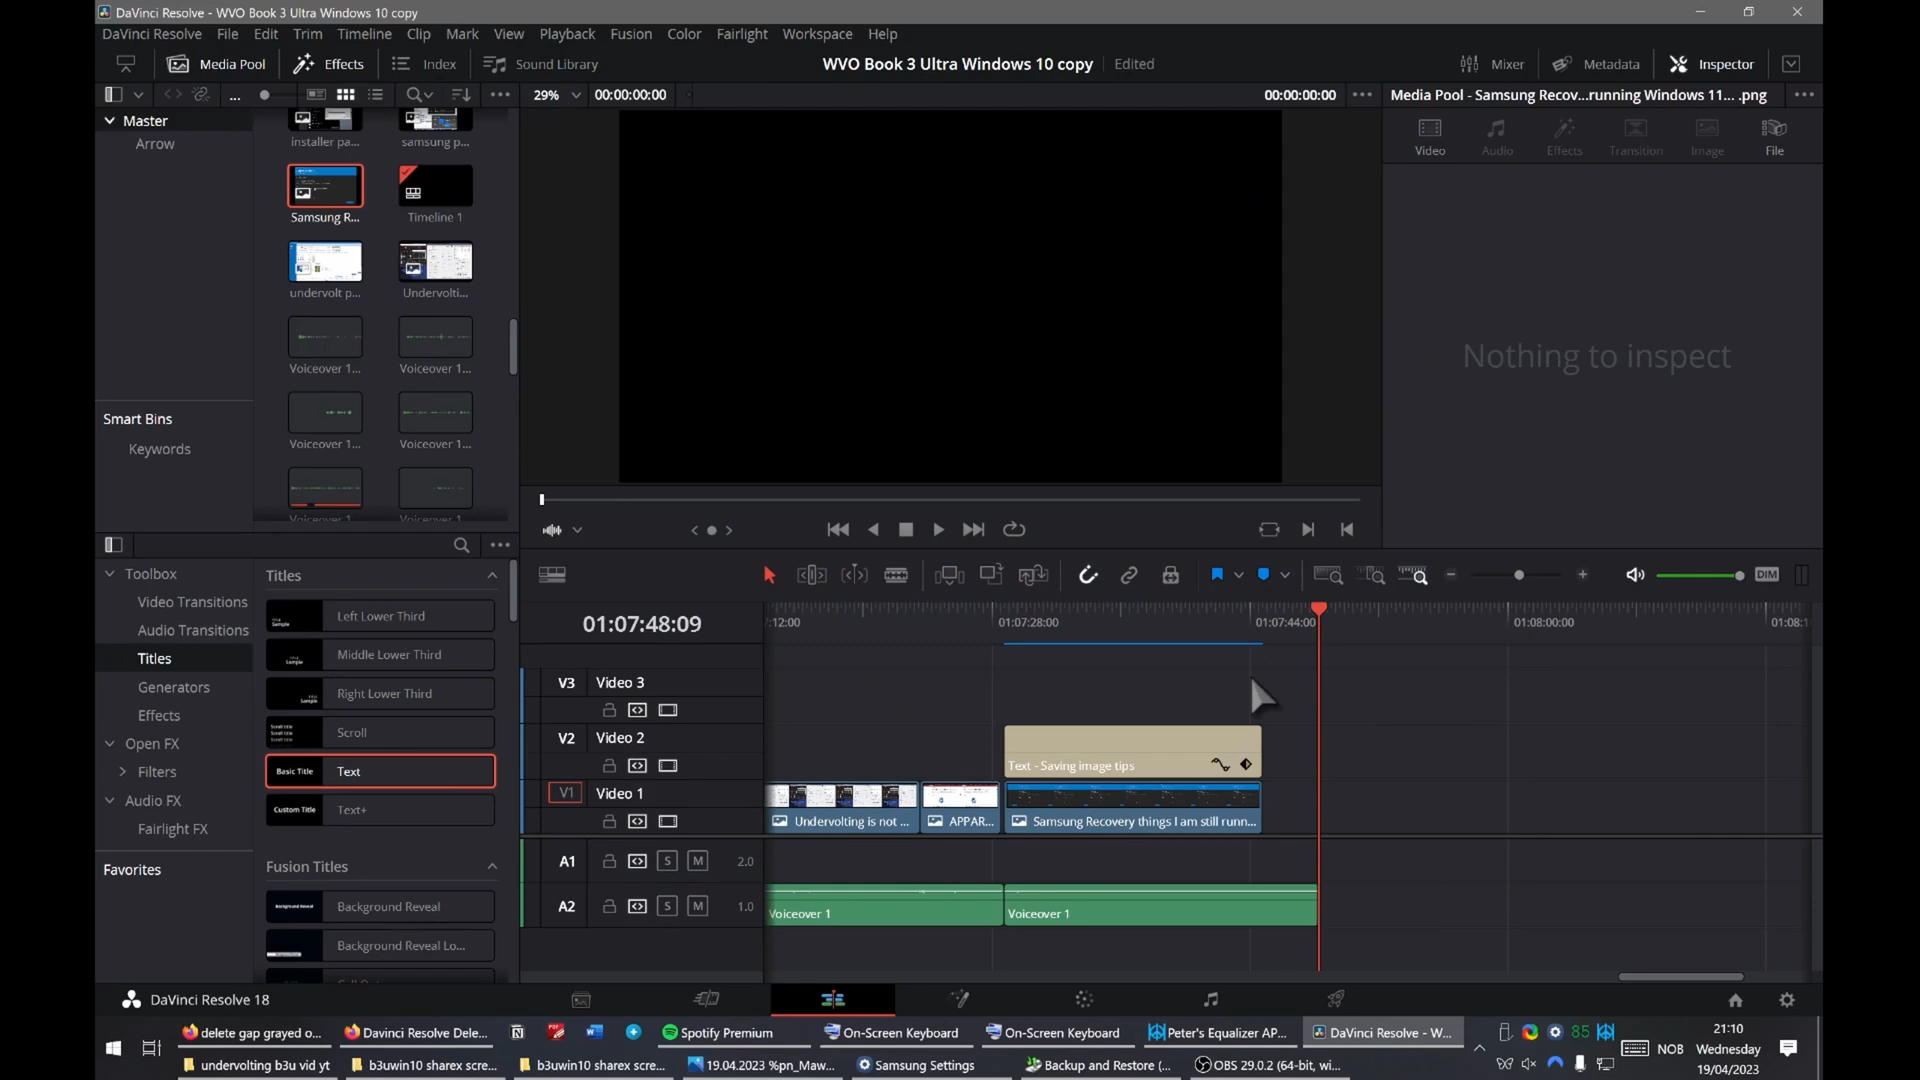 DaVinci Resolve - WVO Book 3 Ultra Windows 10 copy
DaVinci Resolve File Edit Trim Timeline Clip Mark View Playback Fusion Color Fairlight Workspace Help
Media Pool Effects Index Sound Library WVO Book 3 Ultra Windows 10 copy Edited Mixer Metadata Inspector
... 29% 00:00:00:00 00:00:00:00 Media Pool - Samsung Recov...running Windows 11... .png
Master
Arrow
installer pa... samsung p...
Samsung R... Timeline 1
undervolt p... Undervolti...
Voiceover 1... Voiceover 1...
Voiceover 1... Voiceover 1...
Voiceover 1 Voiceover 1
Smart Bins
Keywords
Video Audio Effects Transition Image File
Nothing to inspect
Toolbox
Video Transitions
Audio Transitions
Titles
Generators
Effects
Open FX
Filters
Audio FX
Fairlight FX
Favorites
Titles
Left Lower Third
Middle Lower Third
Right Lower Third
Scroll
Basic Title Text
Custom Title Text+
Fusion Titles
Background Reveal Background Reveal
Background Reveal Lo...
DIM
01:07:48:09 :12:00 01:07:28:00 01:07:44:00 01:08:00:00 01:08:1
V3 Video 3
V2 Video 2
Text - Saving image tips
V1 Video 1
Undervolting is not ... APPAR... Samsung Recovery things I am still runn...
A1 S M 2.0
A2 S M 1.0
Voiceover 1 Voiceover 1
DaVinci Resolve 18
delete gap grayed o... Davinci Resolve Dele... Spotify Premium On-Screen Keyboard On-Screen Keyboard Peter's Equalizer AP... DaVinci Resolve - W... 85 21:10
undervolting b3u vid yt b3uwin10 sharex scre... b3uwin10 sharex scre... 19.04.2023 %pn_Maw... Samsung Settings Backup and Restore (... OBS 29.0.2 (64-bit, wi... NOB Wednesday
19/04/2023